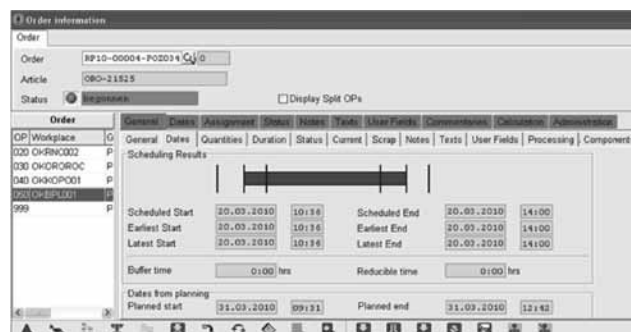 Order information
Order
Order RP10-00004-POZ034 0
Article ORO-21525
Status begonnen Display Split OPs
Order
General Dates Assignment Status Notes Texts User Fields Commentaries Calculation Administration
OP Workplace G
General Dates Quantities Duration Status Current Scrap Notes Texts User Fields Processing Component
020 OKRNC002 P
030 OKOROROC P
040 OKKOPO01 P
050 OKBPL001 P
999 P
Scheduling Results
Scheduled Start 20.03.2010 10:36 Scheduled End 20.03.2010 14:00
Earliest Start 20.03.2010 10:36 Earliest End 20.03.2010 14:00
Latest Start 20.03.2010 10:36 Latest End 20.03.2010 14:00
Buffer time 0:00 hrs Reducible time 0:00 hrs
Dates from planning
Planned start 31.03.2010 09:31 Planned end 31.03.2010 12:42